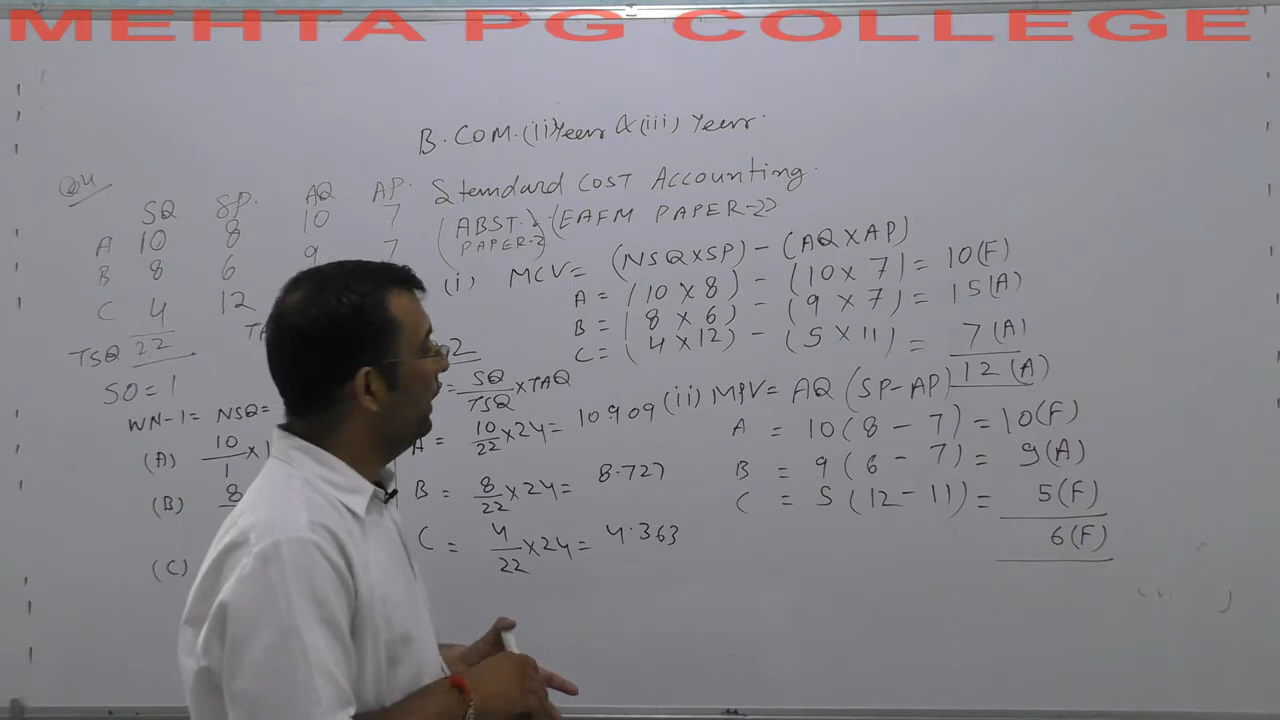 MEHTA PG COLLEGE
B.COM.(ii)Year & (iii) Year.
Standard COST Accounting.
(ABST. PAPER-2) (EAFM PAPER-2)
Q4
SQ SP. AQ AP.
A 10 8 10 7
B 8 6 9 7
C 4 12
TSQ 22
SO=1
WN-1= NSQ=
(A) 10/1 ×
(B) 8
(C)
2
= SQ/TSQ × TAQ
A = 10/22 ×24= 10.909
B = 8/22 ×24= 8.727
C = 4/22 ×24= 4.363
(i) MCV= (NSQ×SP) – (AQ×AP)
A = (10 × 8) – (10 × 7) = 10(F)
B = (8 × 6) – (9 × 7) = 15(A)
C = (4 × 12) – (5 × 11) = 7(A)
12(A)
(ii) MPV= AQ (SP-AP)
A = 10(8 – 7) = 10(F)
B = 9(6 – 7) = 9(A)
C = 5(12 – 11) = 5(F)
6(F)